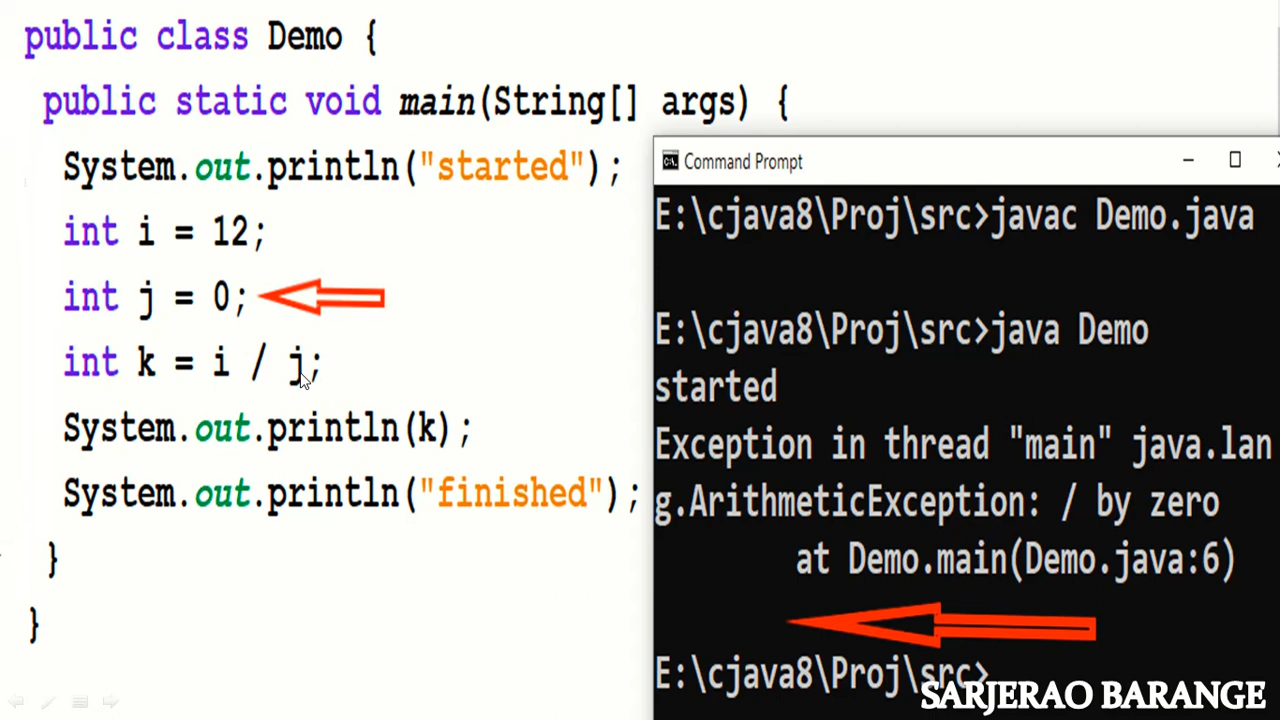 public class Demo {
public static void main(String[] args) {
System.out.println("started");
int i = 12;
int j = 0;
int k = i / j;
System.out.println(k);
System.out.println("finished");
}
}
Command Prompt
E:\cjava8\Proj\src>javac Demo.java
E:\cjava8\Proj\src>java Demo
started
Exception in thread "main" java.lan
g.ArithmeticException: / by zero
at Demo.main(Demo.java:6)
E:\cjava8\Proj\src>
SARJERAO BARANGE